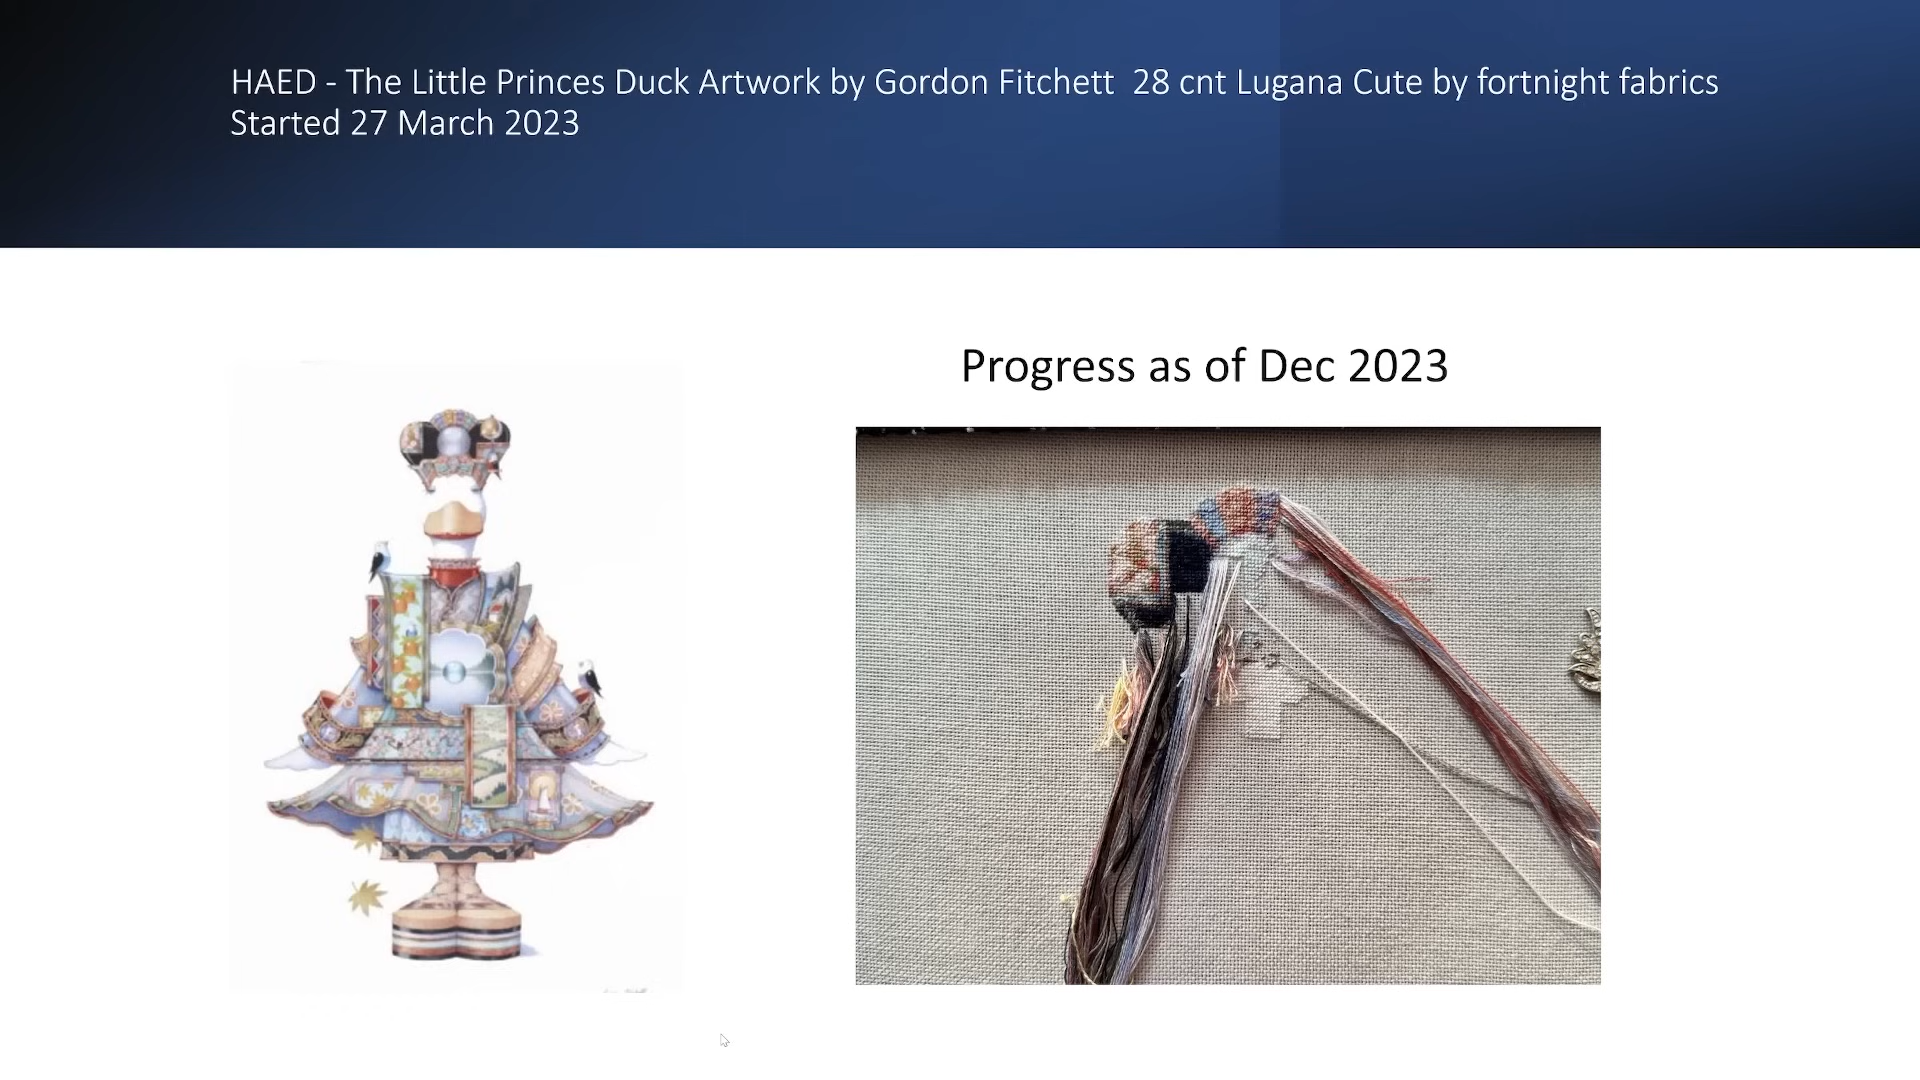 HAED - The Little Princes Duck Artwork by Gordon Fitchett 28 cnt Lugana Cute by fortnight fabrics
Started 27 March 2023
Progress as of Dec 2023